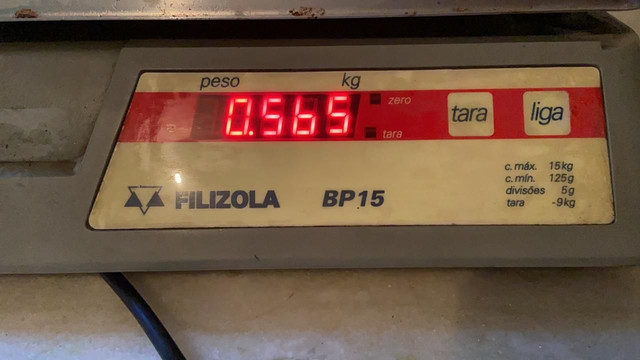 peso kg
0.565
zero
tara
tara
liga
FILIZOLA BP15
c. máx. 15kg
c. mín. 125g
divisões 5g
tara -9kg